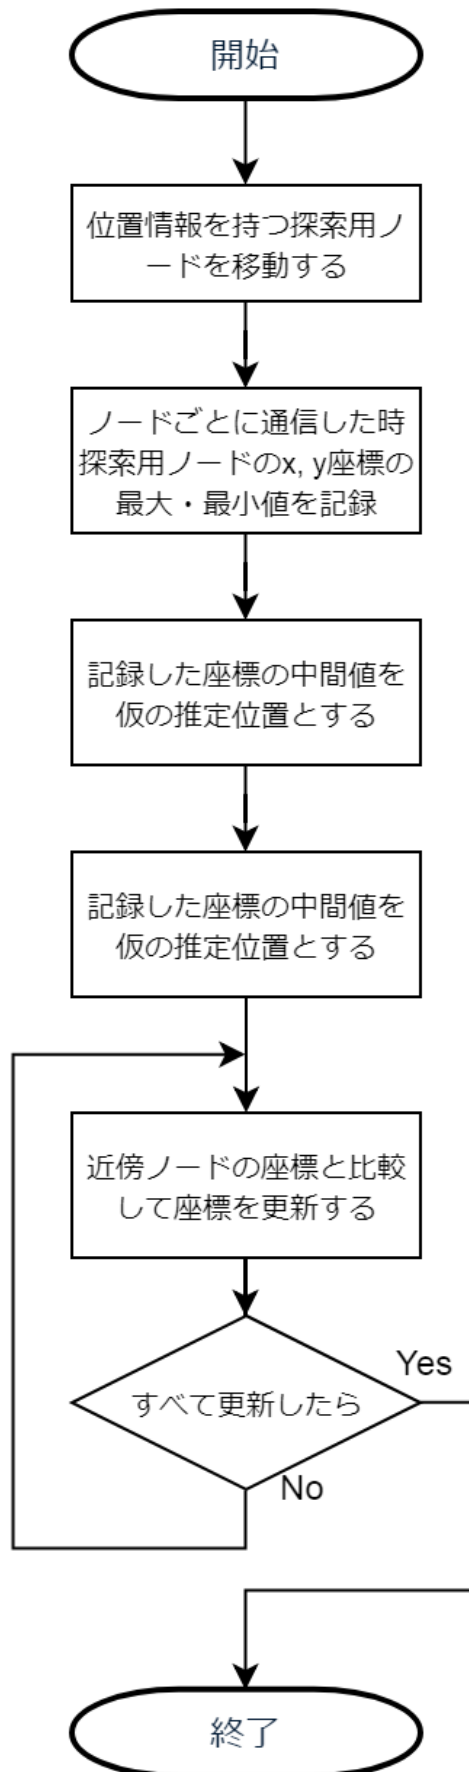 開始
位置情報を持つ探索用ノ
ードを移動する
ノードごとに通信した時
探索用ノードのx, y座標の
最大・最小値を記録
記録した座標の中間値を
仮の推定位置とする
記録した座標の中間値を
仮の推定位置とする
近傍ノードの座標と比較
して座標を更新する
Yes
すべて更新したら
No
終了